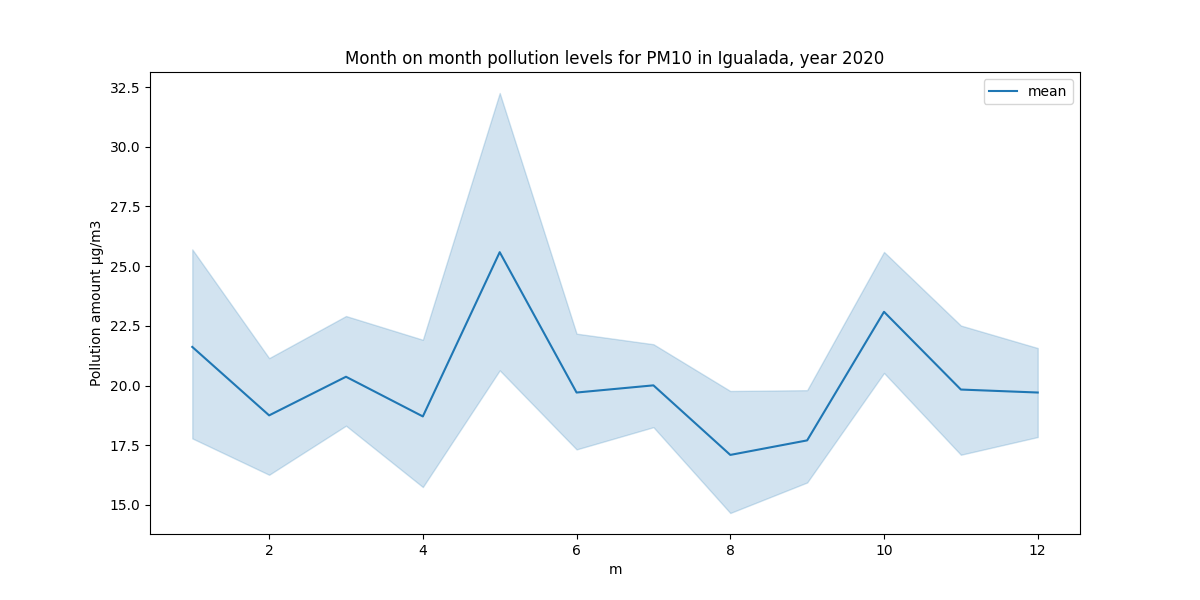 Month on month pollution levels for PM10 in Igualada, year 2020
mean
Pollution amount µg/m3
32.5
30.0
27.5
25.0
22.5
20.0
17.5
15.0
2 4 6 8 10 12
m